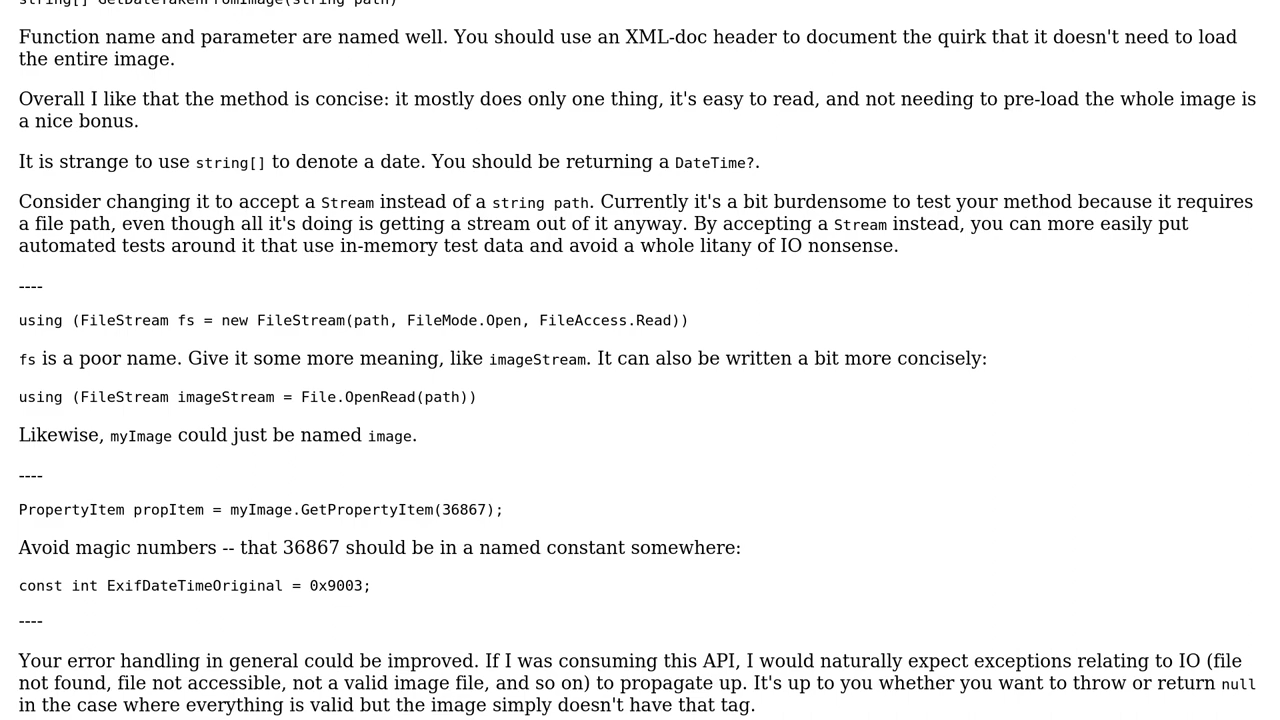 string[] GetDateTakenFromImage(string path)
Function name and parameter are named well. You should use an XML-doc header to document the quirk that it doesn't need to load
the entire image.
Overall I like that the method is concise: it mostly does only one thing, it's easy to read, and not needing to pre-load the whole image is
a nice bonus.
It is strange to use string[] to denote a date. You should be returning a DateTime?.
Consider changing it to accept a Stream instead of a string path. Currently it's a bit burdensome to test your method because it requires
a file path, even though all it's doing is getting a stream out of it anyway. By accepting a Stream instead, you can more easily put
automated tests around it that use in-memory test data and avoid a whole litany of IO nonsense.
----
using (FileStream fs = new FileStream(path, FileMode.Open, FileAccess.Read))
fs is a poor name. Give it some more meaning, like imageStream. It can also be written a bit more concisely:
using (FileStream imageStream = File.OpenRead(path))
Likewise, myImage could just be named image.
----
PropertyItem propItem = myImage.GetPropertyItem(36867);
Avoid magic numbers -- that 36867 should be in a named constant somewhere:
const int ExifDateTimeOriginal = 0x9003;
----
Your error handling in general could be improved. If I was consuming this API, I would naturally expect exceptions relating to IO (file
not found, file not accessible, not a valid image file, and so on) to propagate up. It's up to you whether you want to throw or return null
in the case where everything is valid but the image simply doesn't have that tag.